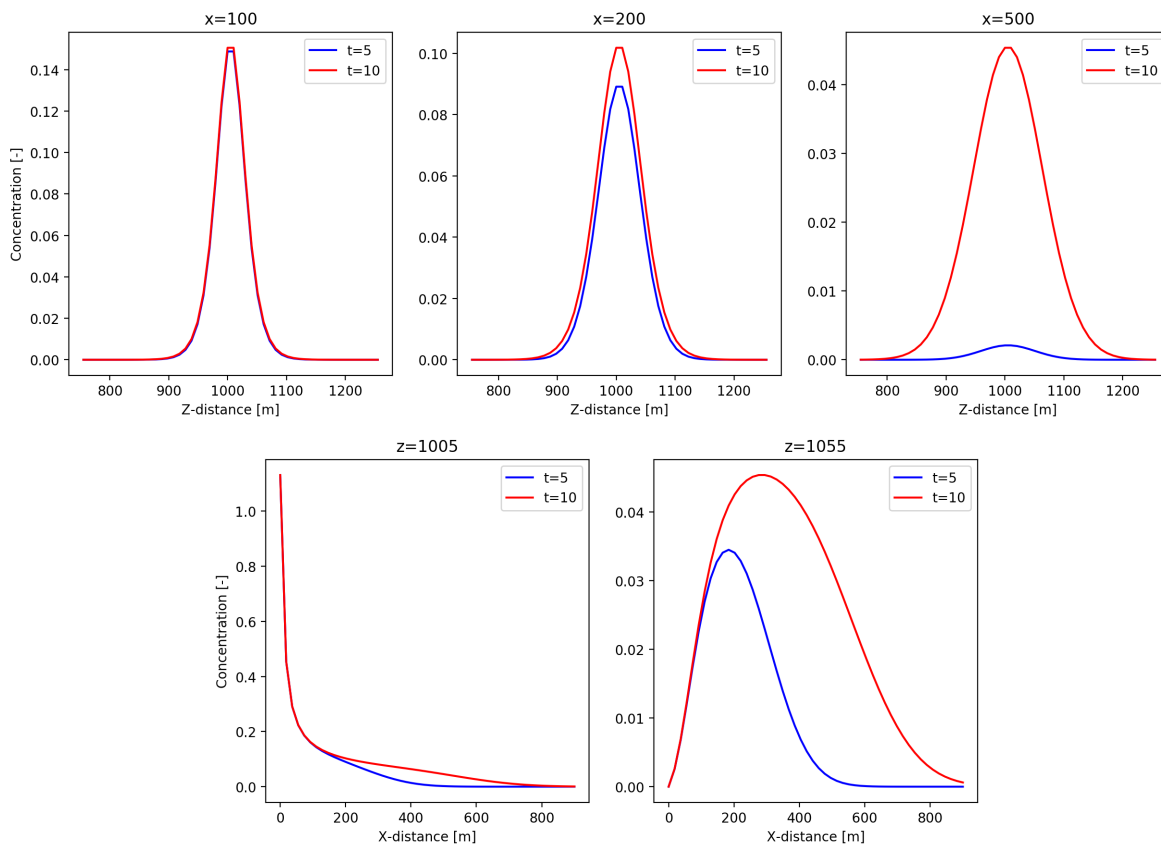 x=100
t=5
t=10
Concentration [-]
0.14
0.12
0.10
0.08
0.06
0.04
0.02
0.00
800 900 1000 1100 1200
Z-distance [m]
x=200
t=5
t=10
0.10
0.08
0.06
0.04
0.02
0.00
800 900 1000 1100 1200
Z-distance [m]
x=500
t=5
t=10
0.04
0.03
0.02
0.01
0.00
800 900 1000 1100 1200
Z-distance [m]
z=1005
t=5
t=10
Concentration [-]
1.0
0.8
0.6
0.4
0.2
0.0
0 200 400 600 800
X-distance [m]
z=1055
t=5
t=10
0.04
0.03
0.02
0.01
0.00
0 200 400 600 800
X-distance [m]